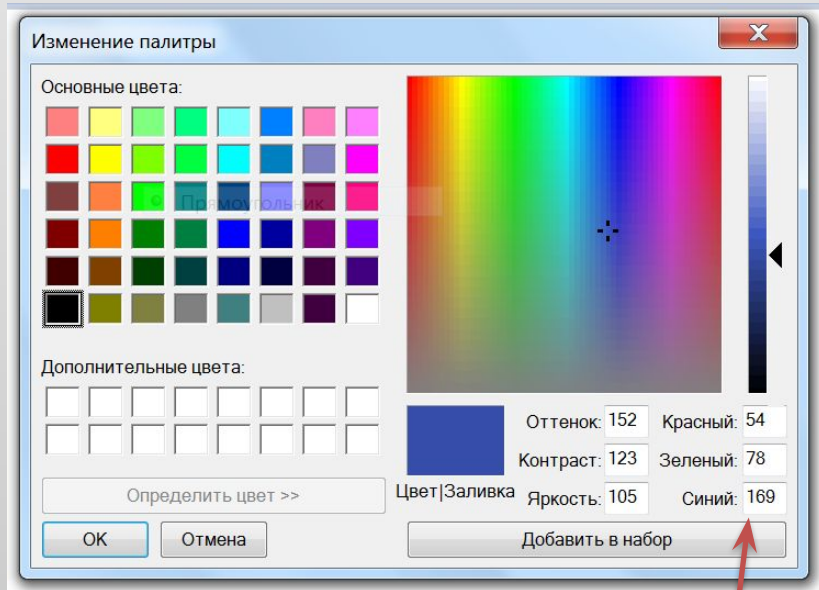 Изменение палитры
X
Основные цвета:
Прямоугольник
Дополнительные цвета:
Определить цвет >>
OK
Отмена
Оттенок: 152
Красный: 54
Контраст: 123
Зеленый: 78
Цвет|Заливка
Яркость: 105
Синий: 169
Добавить в набор